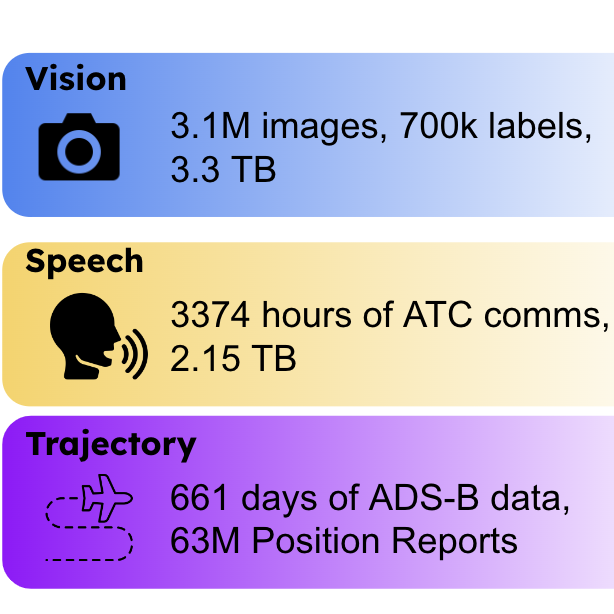 Vision
3.1M images, 700k labels,
3.3 TB
Speech
3374 hours of ATC comms,
2.15 TB
Trajectory
661 days of ADS-B data,
63M Position Reports